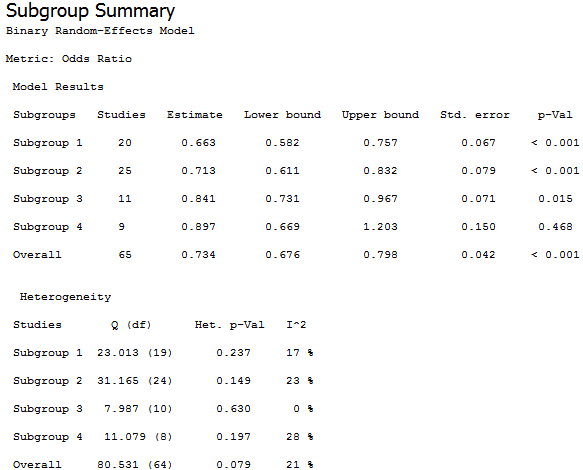 Subgroup Summary
Binary Random-Effects Model
Metric: Odds Ratio
Model Results
Subgroups Studies Estimate Lower bound Upper bound Std. error p-Val
Subgroup 1 20 0.663 0.582 0.757 0.067 < 0.001
Subgroup 2 25 0.713 0.611 0.832 0.079 < 0.001
Subgroup 3 11 0.841 0.731 0.967 0.071 0.015
Subgroup 4 9 0.897 0.669 1.203 0.150 0.468
Overall 65 0.734 0.676 0.798 0.042 < 0.001
Heterogeneity
Studies Q (df) Het. p-Val I^2
Subgroup 1 23.013 (19) 0.237 17 %
Subgroup 2 31.165 (24) 0.149 23 %
Subgroup 3 7.987 (10) 0.630 0 %
Subgroup 4 11.079 (8) 0.197 28 %
Overall 80.531 (64) 0.079 21 %